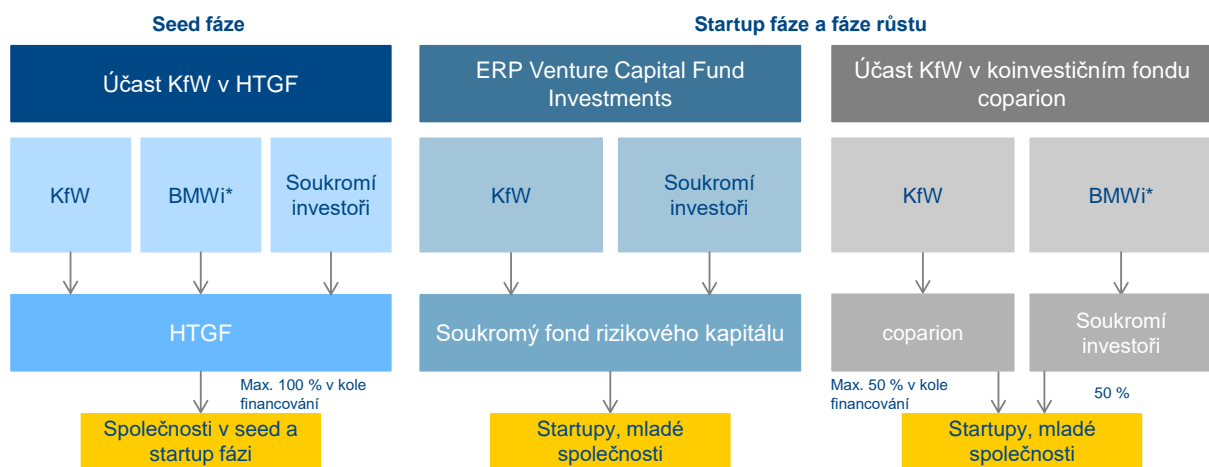 Seed fáze
Startup fáze a fáze růstu
Účast KfW v HTGF
ERP Venture Capital Fund
Investments
Účast KfW v koinvestičním fondu
coparion
KfW
BMWi*
Soukromí
investoři
KfW
Soukromí
investoři
KfW
BMWi*
HTGF
Soukromý fond rizikového kapitálu
coparion
Soukromí
investoři
Max. 100 % v kole
financování
Max. 50 % v kole
financování
50 %
Společnosti v seed a
startup fázi
Startupy, mladé
společnosti
Startupy, mladé
společnosti